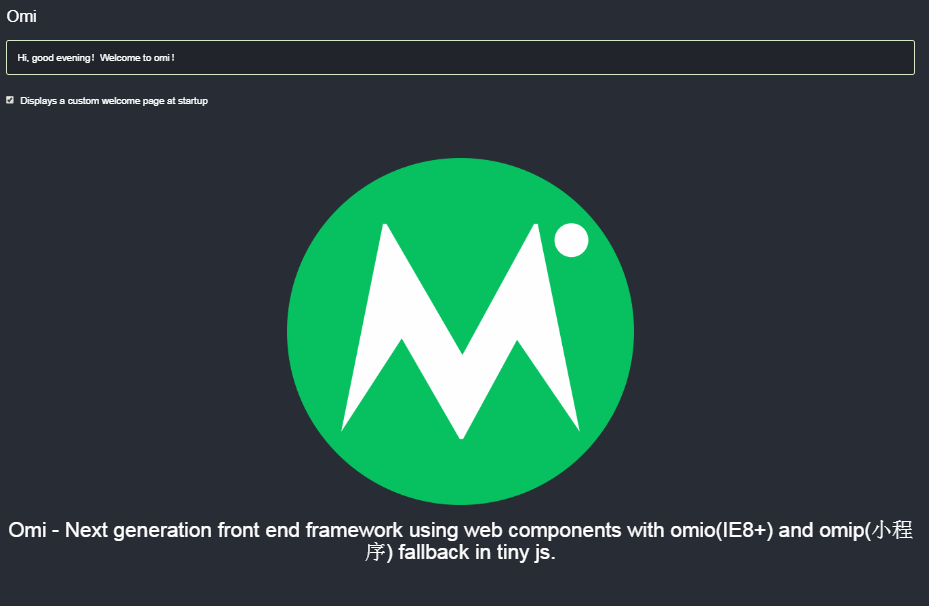 Omi
Hi, good evening！Welcome to omi !
Displays a custom welcome page at startup
Omi - Next generation front end framework using web components with omio(IE8+) and omip(小程
序) fallback in tiny js.